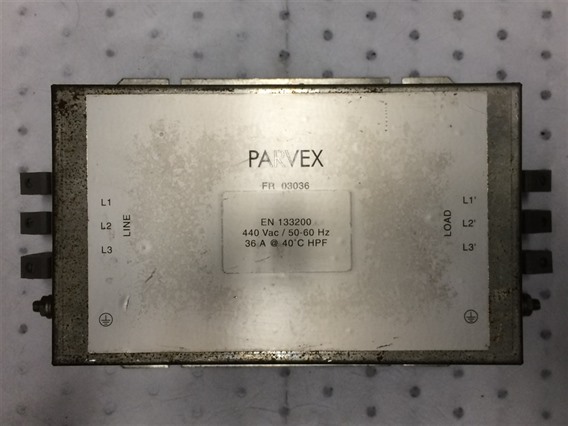 PARVEX
FR 03036
EN 133200
440 Vac / 50-60 Hz
36 A @ 40°C HPF
L1
L2
L3
LINE
L1'
L2'
L3'
LOAD